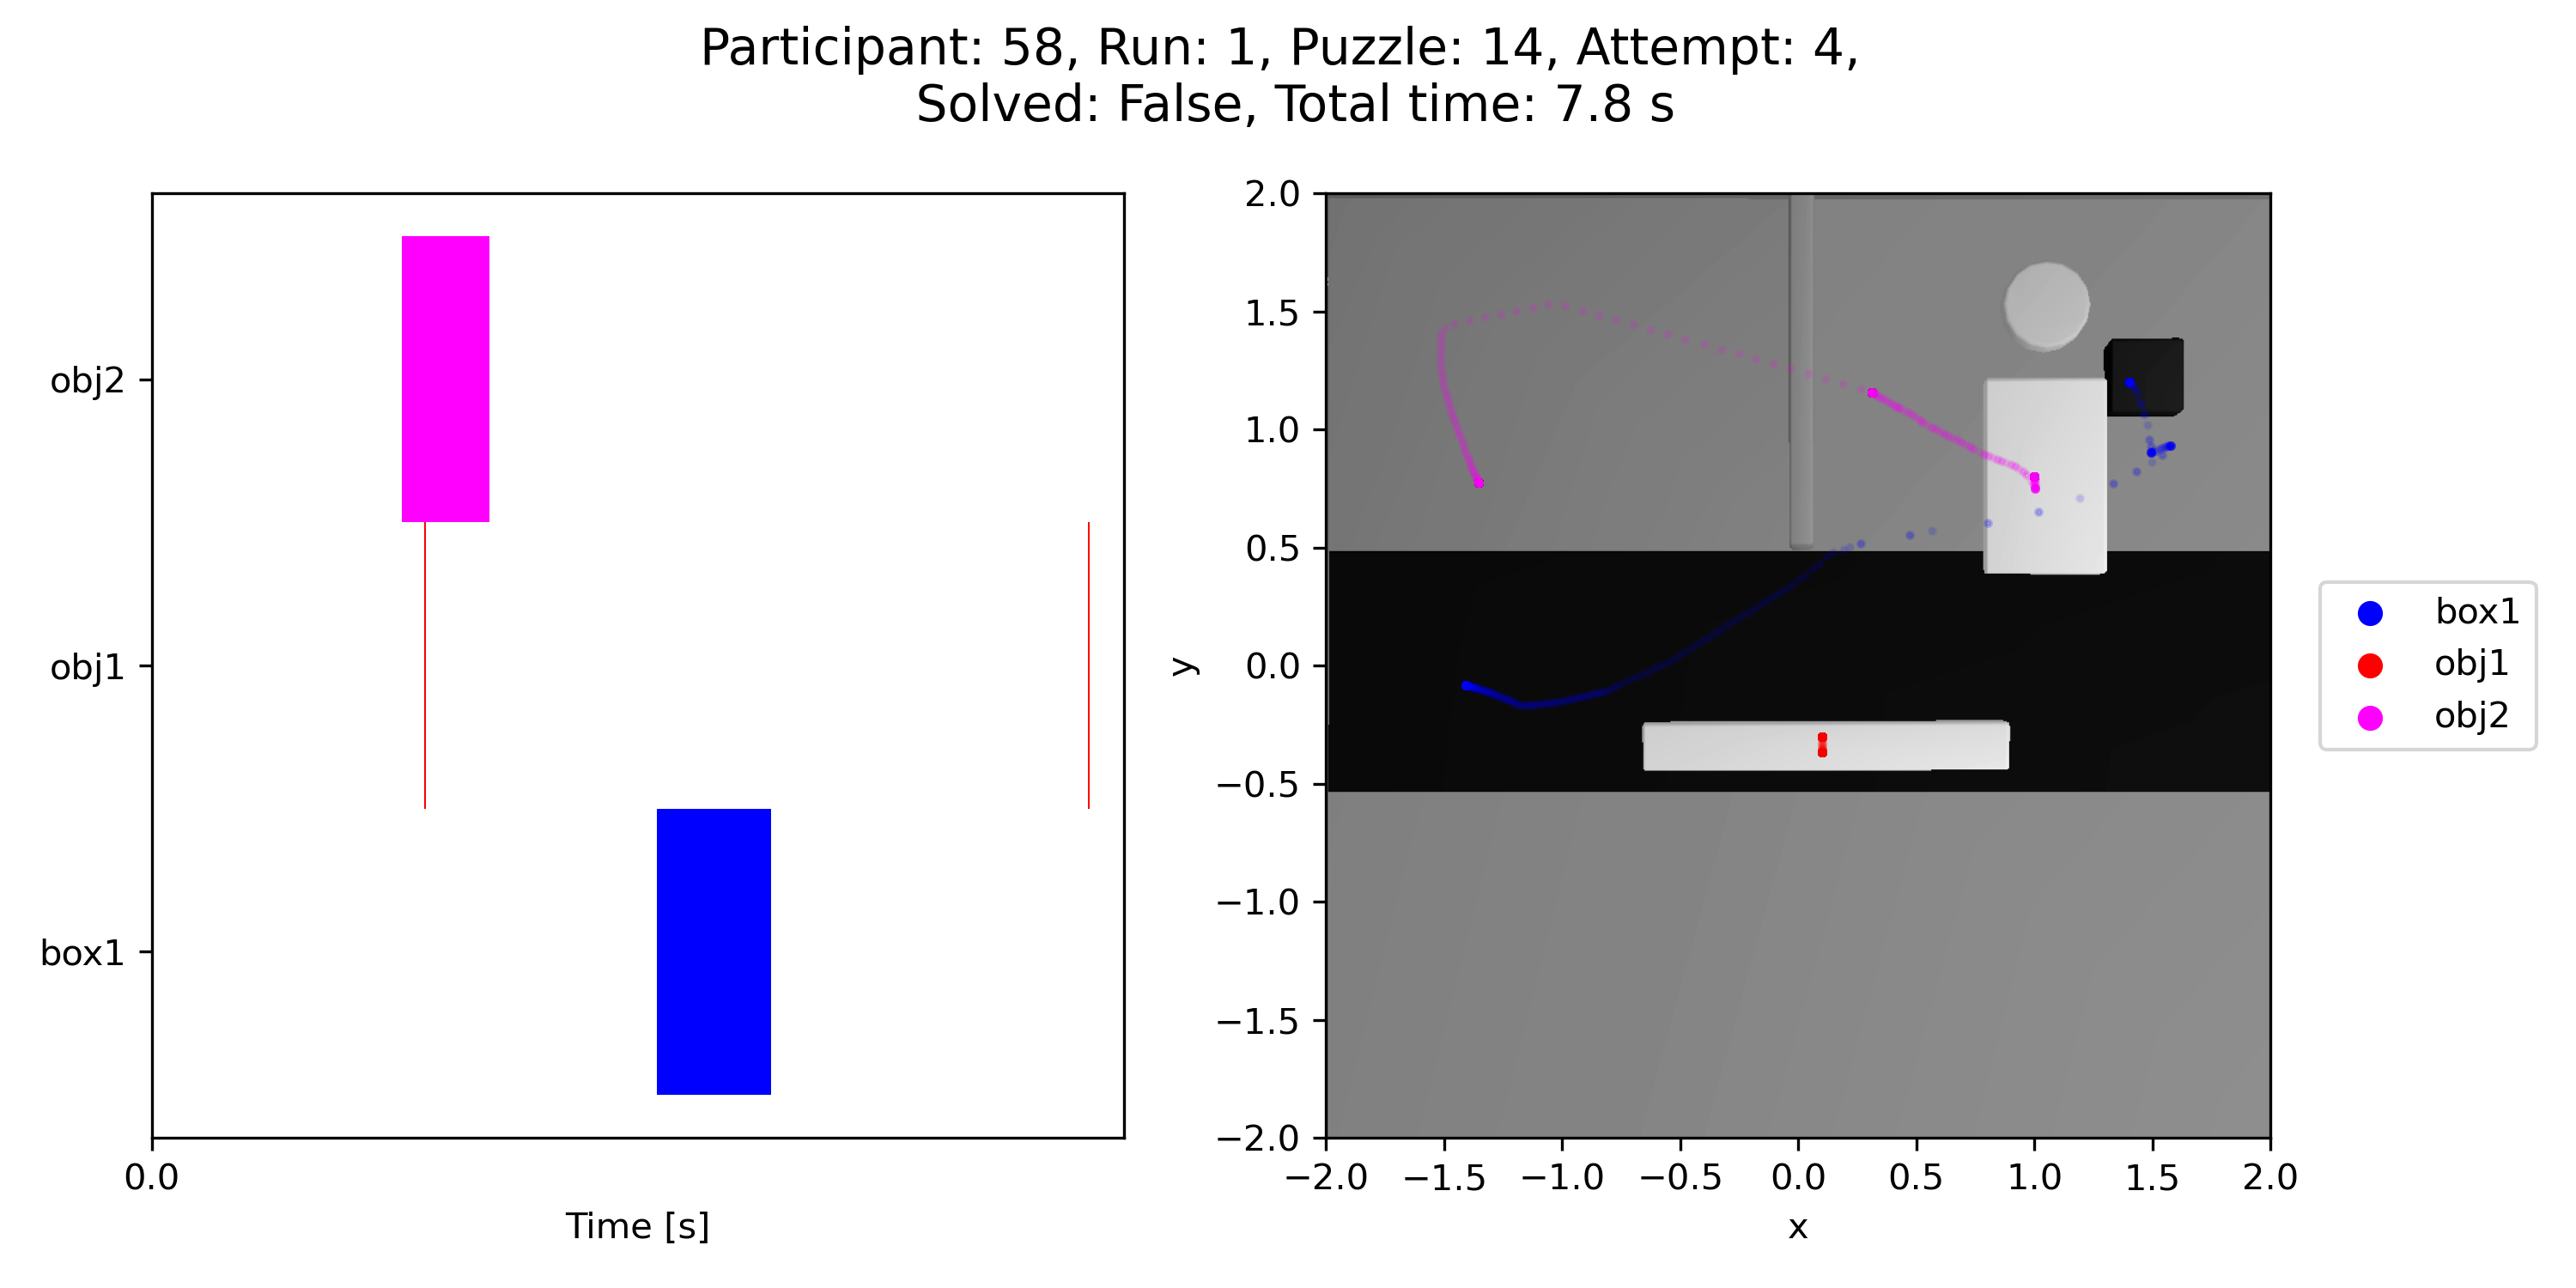 Participant: 58, Run: 1, Puzzle: 14, Attempt: 4,
Solved: False, Total time: 7.8 s
obj2
obj1
box1
0.0
Time [s]
2.0
1.5
1.0
0.5
0.0
−0.5
−1.0
−1.5
−2.0
y
−2.0 −1.5 −1.0 −0.5 0.0 0.5 1.0 1.5 2.0
x
box1
obj1
obj2